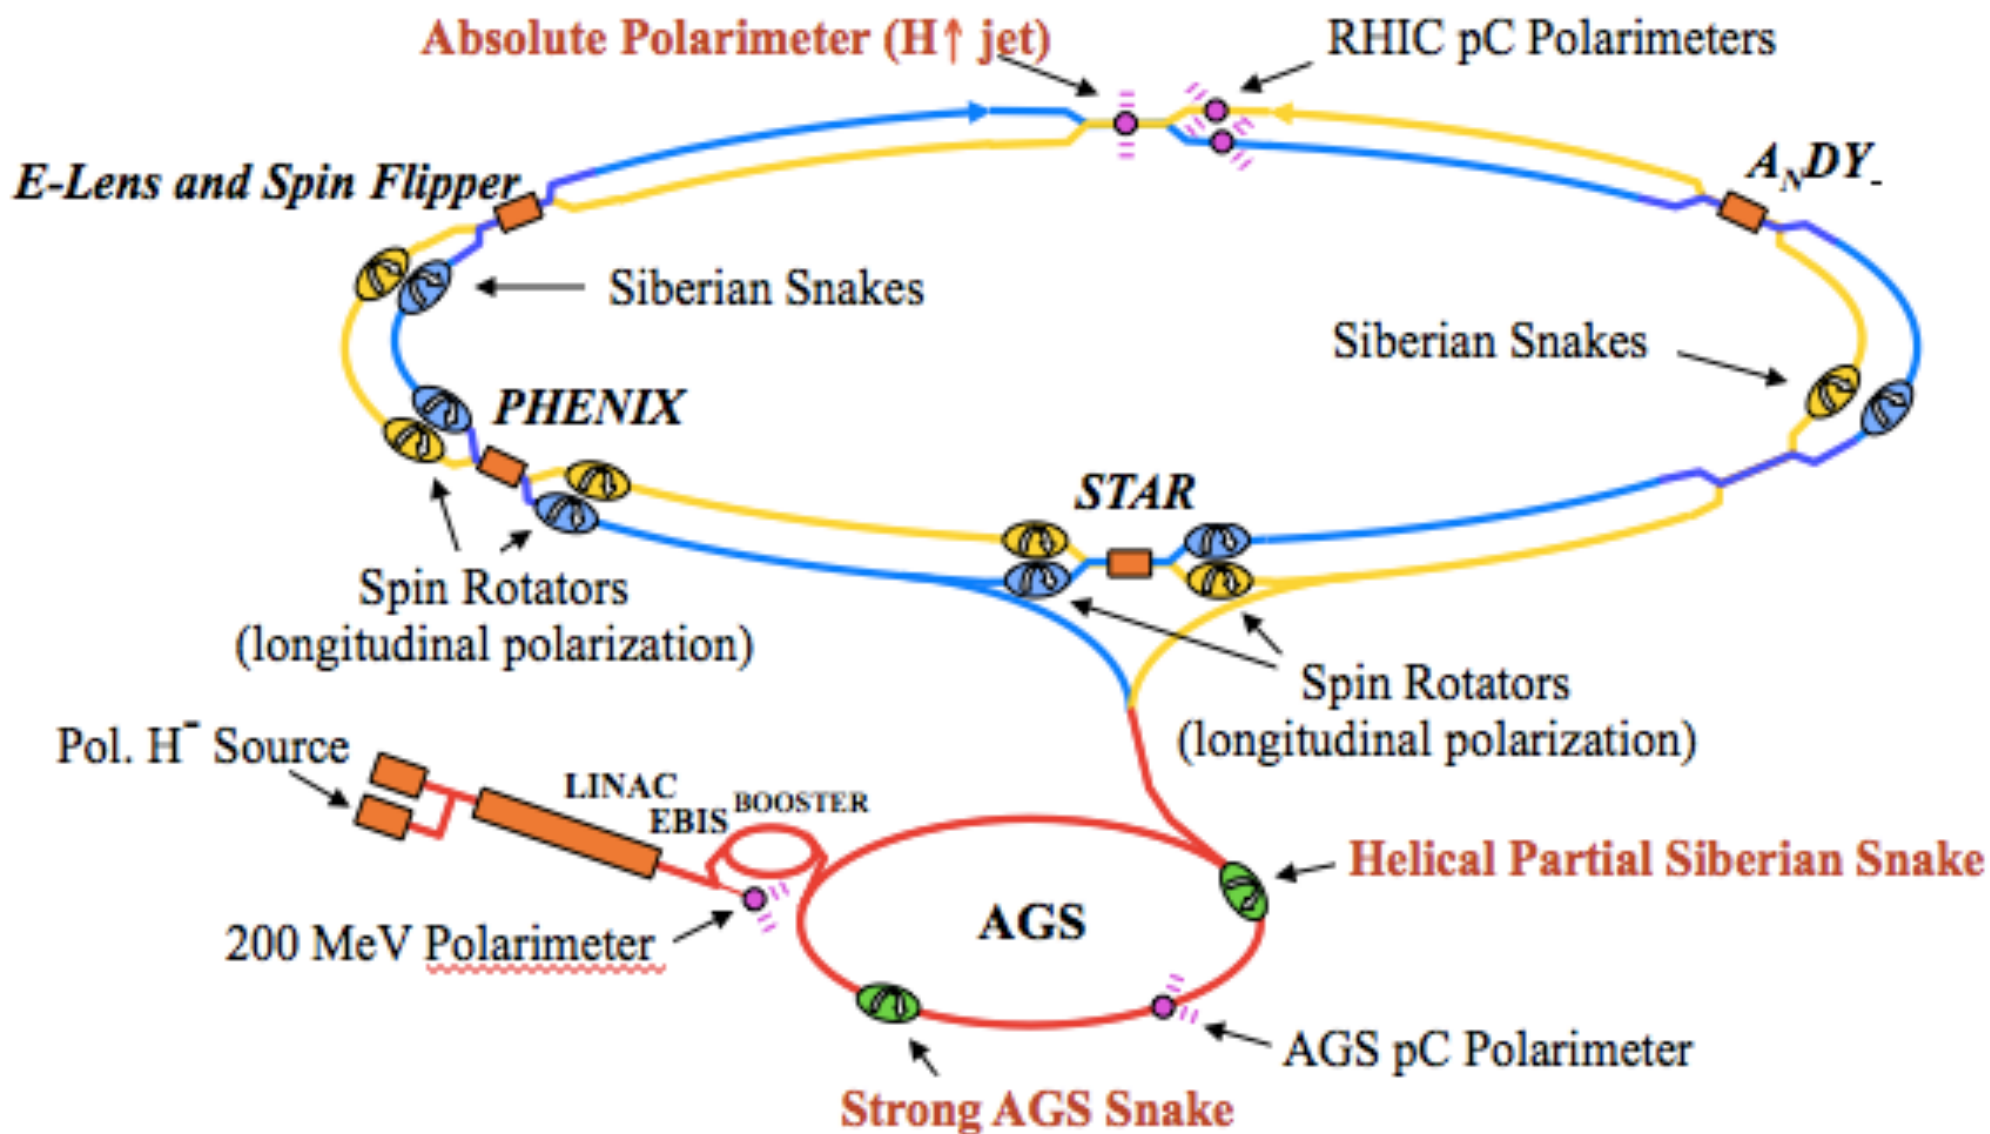 Absolute Polarimeter (H↑ jet)
RHIC pC Polarimeters
E-Lens and Spin Flipper
A_NDY_
Siberian Snakes
Siberian Snakes
PHENIX
STAR
Spin Rotators
(longitudinal polarization)
Spin Rotators
(longitudinal polarization)
Pol. H⁻ Source
LINAC
EBIS
BOOSTER
Helical Partial Siberian Snake
AGS
200 MeV Polarimeter
AGS pC Polarimeter
Strong AGS Snake